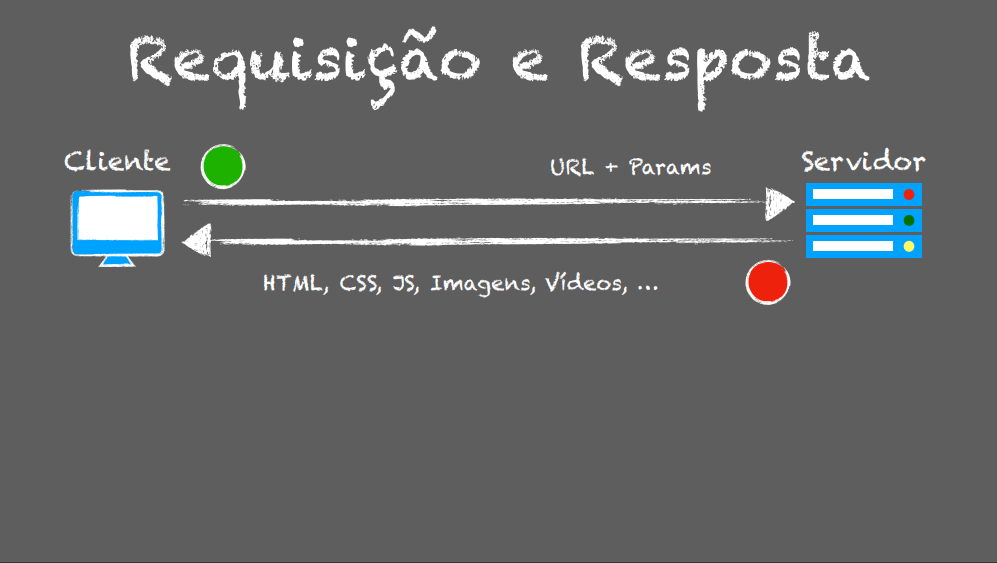 Requisição e Resposta
Cliente
URL + Params
Servidor
HTML, CSS, JS, Imagens, Vídeos, ...